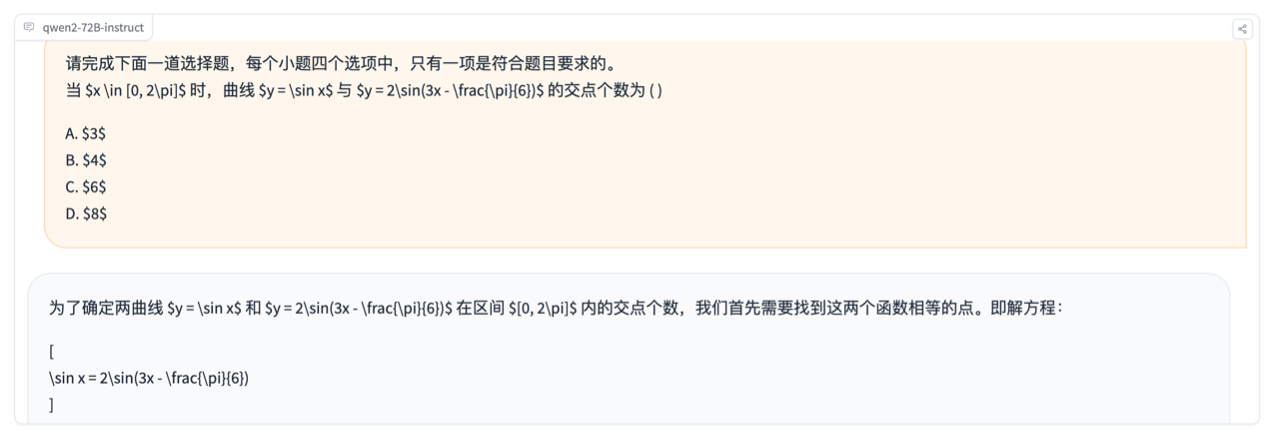 qwen2-72B-instruct
请完成下面一道选择题，每个小题四个选项中，只有一项是符合题目要求的。
当 $x \in [0, 2\pi]$ 时，曲线 $y = \sin x$ 与 $y = 2\sin(3x - \frac{\pi}{6})$ 的交点个数为 ( )
A. $3$
B. $4$
C. $6$
D. $8$
为了确定两曲线 $y = \sin x$ 和 $y = 2\sin(3x - \frac{\pi}{6})$ 在区间 $[0, 2\pi]$ 内的交点个数，我们首先需要找到这两个函数相等的点。即解方程：
[
\sin x = 2\sin(3x - \frac{\pi}{6})
]